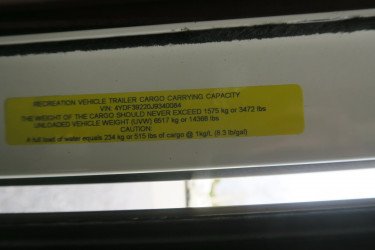 RECREATION VEHICLE TRAILER CARGO CARRYING CAPACITY
VIN: 4YDF39220J9340084
THE WEIGHT OF THE CARGO SHOULD NEVER EXCEED 1575 kg or 3472 lbs
UNLOADED VEHICLE WEIGHT (UVW) 6517 kg or 14368 lbs
CAUTION:
A full load of water equals 234 kg or 515 lbs of cargo @ 1kg/L (8.3 lb/gal)